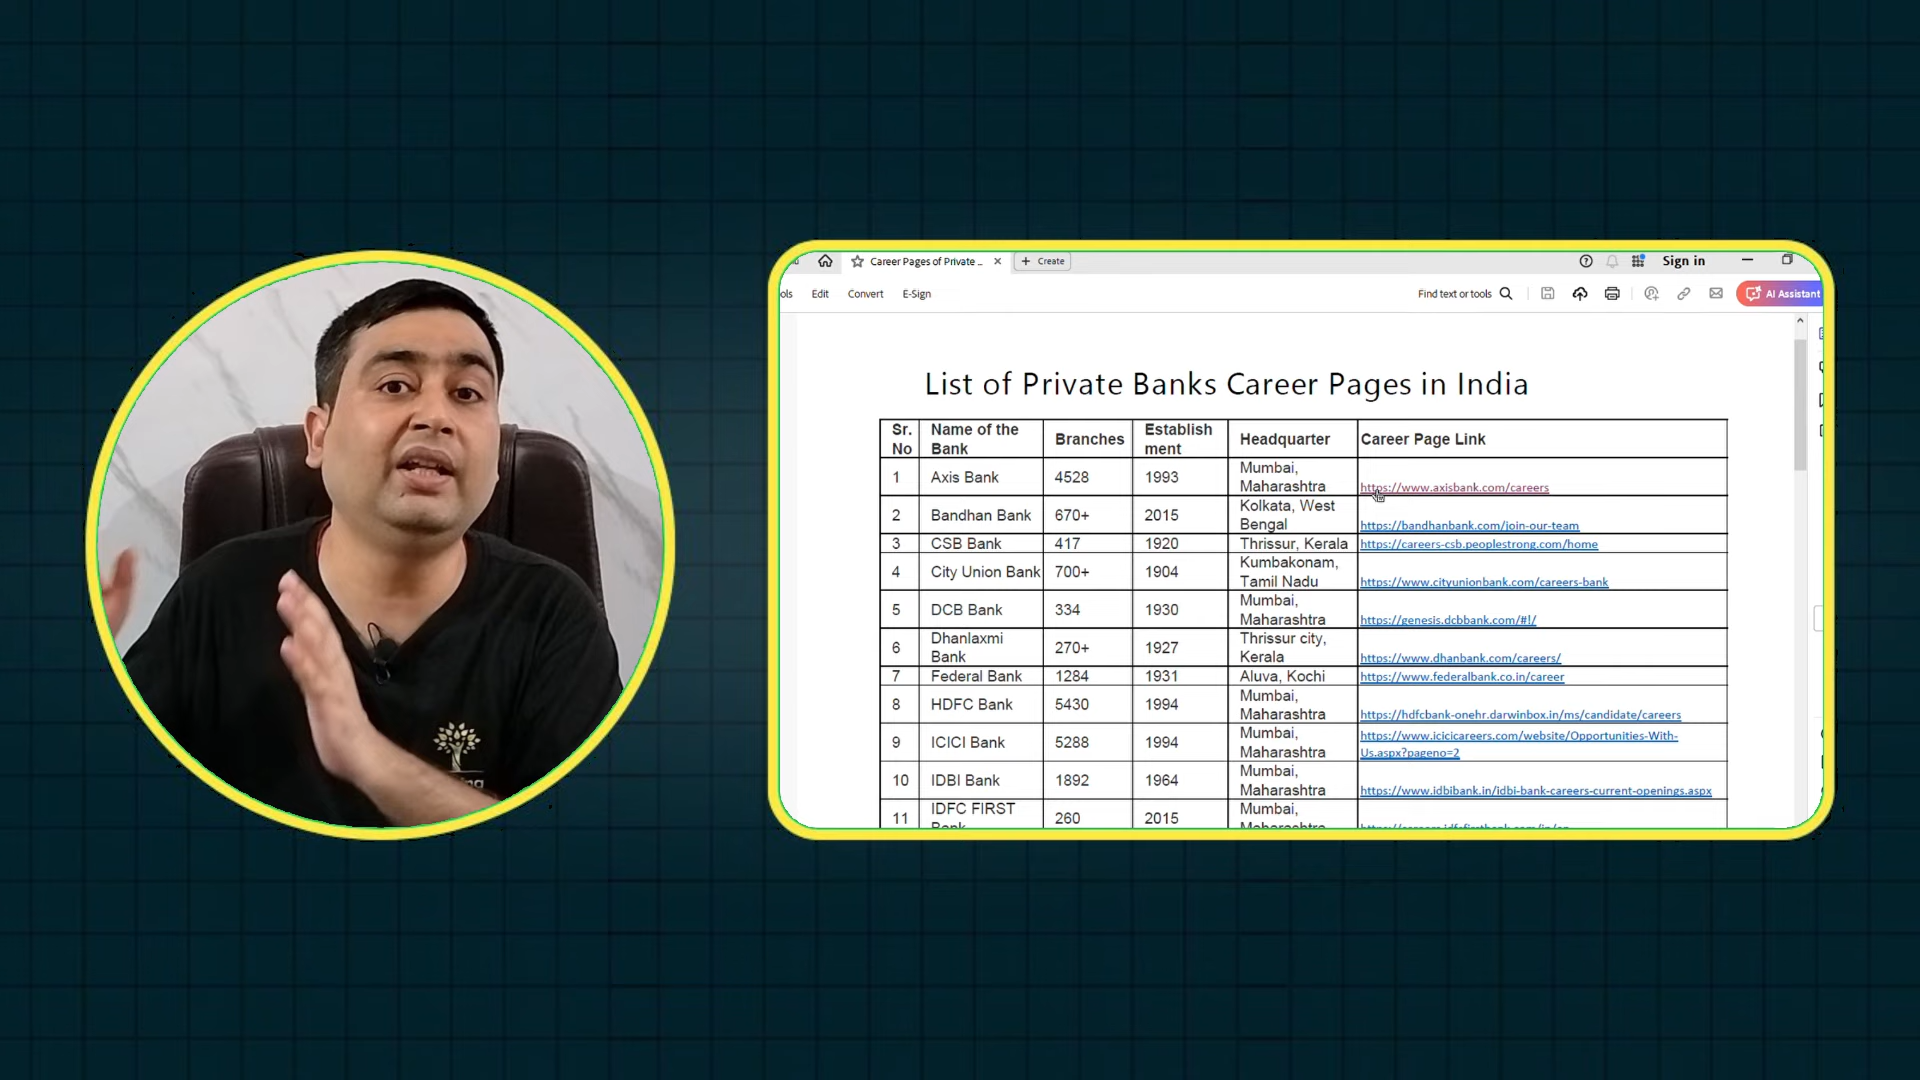 Career Pages of Private ...
Create
Sign in
ols Edit Convert E-Sign
Find text or tools
AI Assistant
List of Private Banks Career Pages in India
Sr. No Name of the Bank Branches Establish ment Headquarter Career Page Link
1 Axis Bank 4528 1993 Mumbai, Maharashtra https://www.axisbank.com/careers
2 Bandhan Bank 670+ 2015 Kolkata, West Bengal https://bandhanbank.com/join-our-team
3 CSB Bank 417 1920 Thrissur, Kerala https://careers-csb.peoplestrong.com/home
4 City Union Bank 700+ 1904 Kumbakonam, Tamil Nadu https://www.cityunionbank.com/careers-bank
5 DCB Bank 334 1930 Mumbai, Maharashtra https://genesis.dcbbank.com/#!/
6 Dhanlaxmi Bank 270+ 1927 Thrissur city, Kerala https://www.dhanbank.com/careers/
7 Federal Bank 1284 1931 Aluva, Kochi https://www.federalbank.co.in/career
8 HDFC Bank 5430 1994 Mumbai, Maharashtra https://hdfcbank-onehr.darwinbox.in/ms/candidate/careers
9 ICICI Bank 5288 1994 Mumbai, Maharashtra https://www.icicicareers.com/website/Opportunities-With-Us.aspx?pageno=2
10 IDBI Bank 1892 1964 Mumbai, Maharashtra https://www.idbibank.in/idbi-bank-careers-current-openings.aspx
11 IDFC FIRST Bank 260 2015 Mumbai, Maharashtra